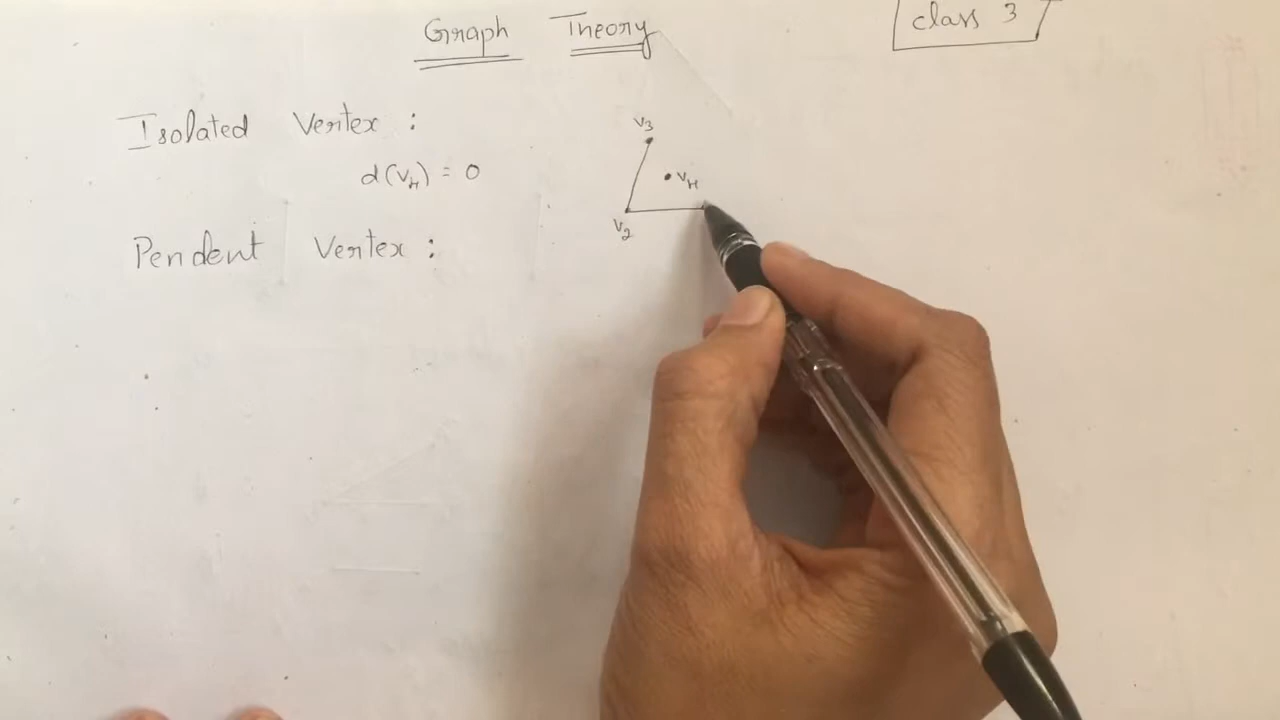 Graph Theory
class 3
Isolated Vertex :
d(V4) = 0
Pendent Vertex :
V3
V4
V2